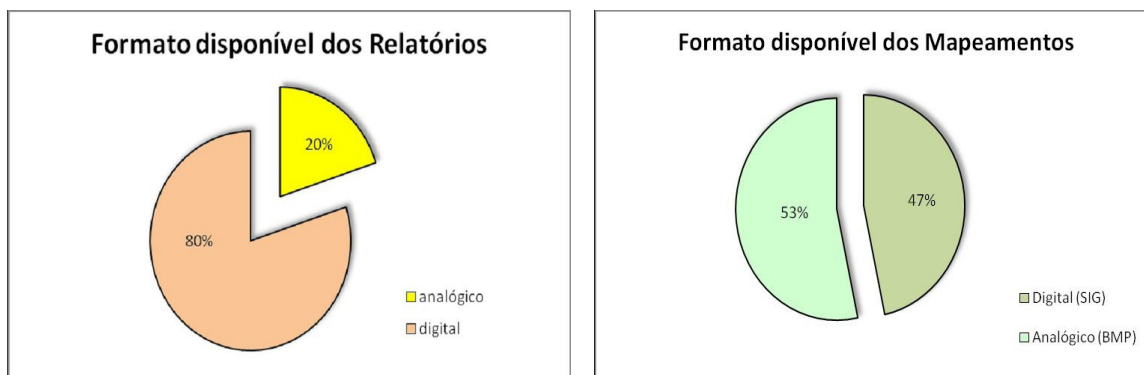 Formato disponível dos Relatórios
20%
80%
analógico
digital
Formato disponível dos Mapeamentos
53%
47%
Digital (SIG)
Analógico (BMP)